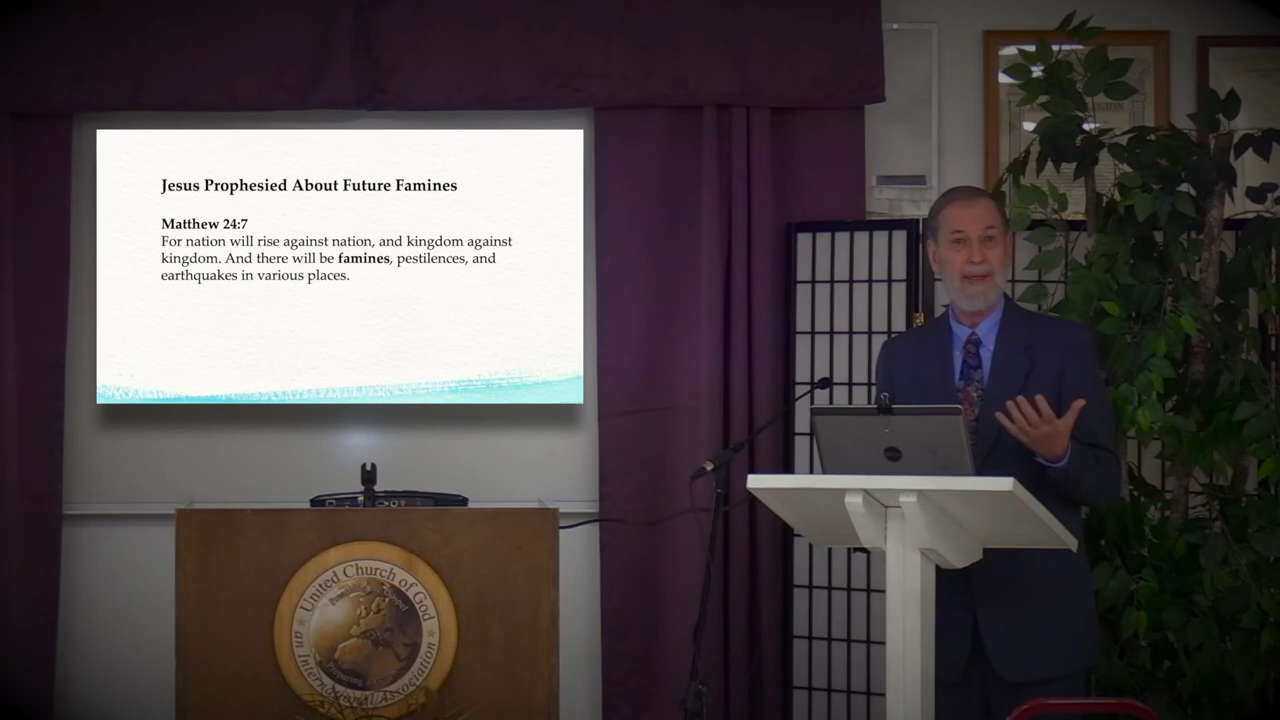 Jesus Prophesied About Future Famines
Matthew 24:7
For nation will rise against nation, and kingdom against
kingdom. And there will be famines, pestilences, and
earthquakes in various places.
United Church of God
an International Association